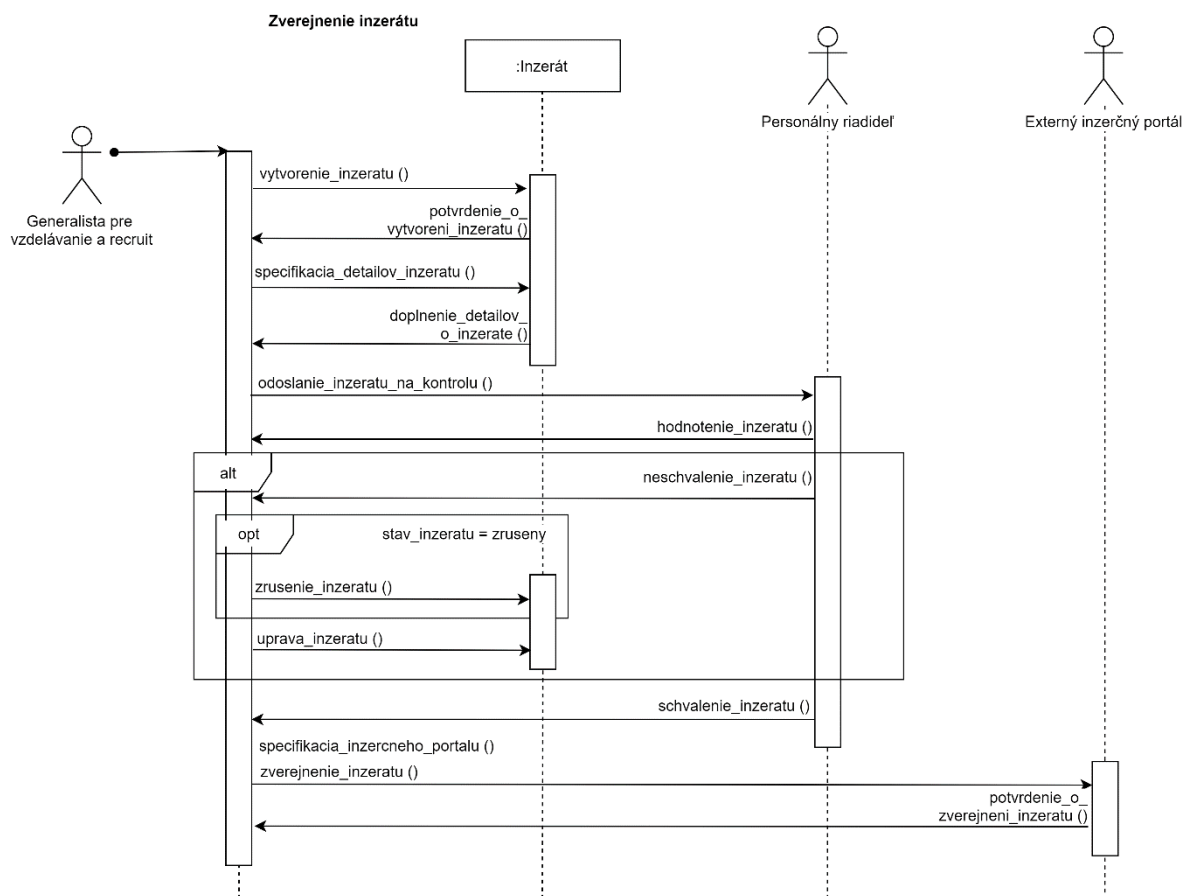 Zverejnenie inzerátu
:Inzerát
Personálny riadideľ
Externý inzerčný portál
Generalista pre
vzdelávanie a recruit
vytvorenie_inzeratu ()
potvrdenie_o_
vytvoreni_inzeratu ()
specifikacia_detailov_inzeratu ()
doplnenie_detailov_
o_inzerate ()
odoslanie_inzeratu_na_kontrolu ()
hodnotenie_inzeratu ()
alt
neschvalenie_inzeratu ()
opt
stav_inzeratu = zruseny
zrusenie_inzeratu ()
uprava_inzeratu ()
schvalenie_inzeratu ()
specifikacia_inzercneho_portalu ()
zverejnenie_inzeratu ()
potvrdenie_o_
zverejneni_inzeratu ()